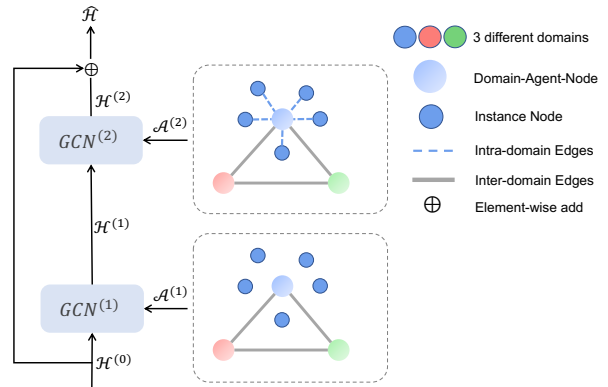 Ĥ
⊕
ℋ⁽²⁾
GCN⁽²⁾
𝒜⁽²⁾
ℋ⁽¹⁾
GCN⁽¹⁾
𝒜⁽¹⁾
ℋ⁽⁰⁾
3 different domains
Domain-Agent-Node
Instance Node
Intra-domain Edges
Inter-domain Edges
⊕ Element-wise add